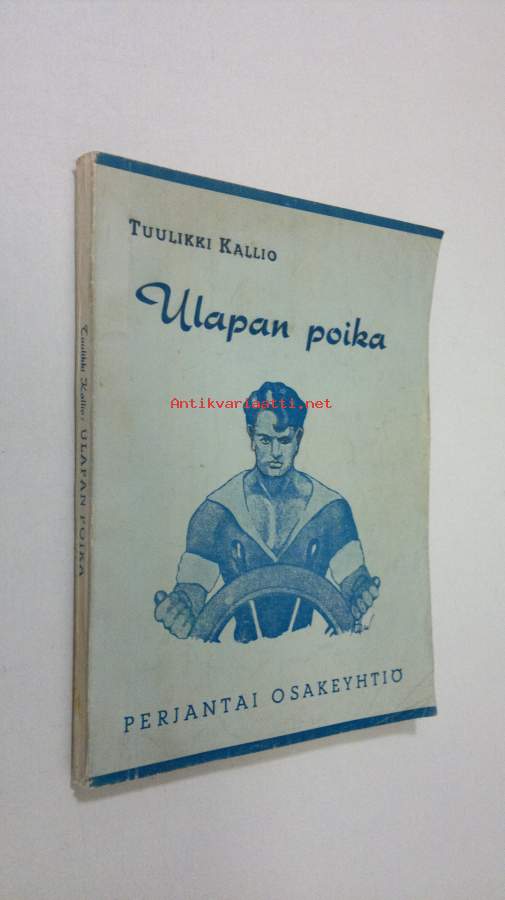 TUULIKKI KALLIO
Ulapan poika
Antikvariaatti.net
PERJANTAI OSAKEYHTIÖ
Tuulikki Kallio: ULAPAN POIKA